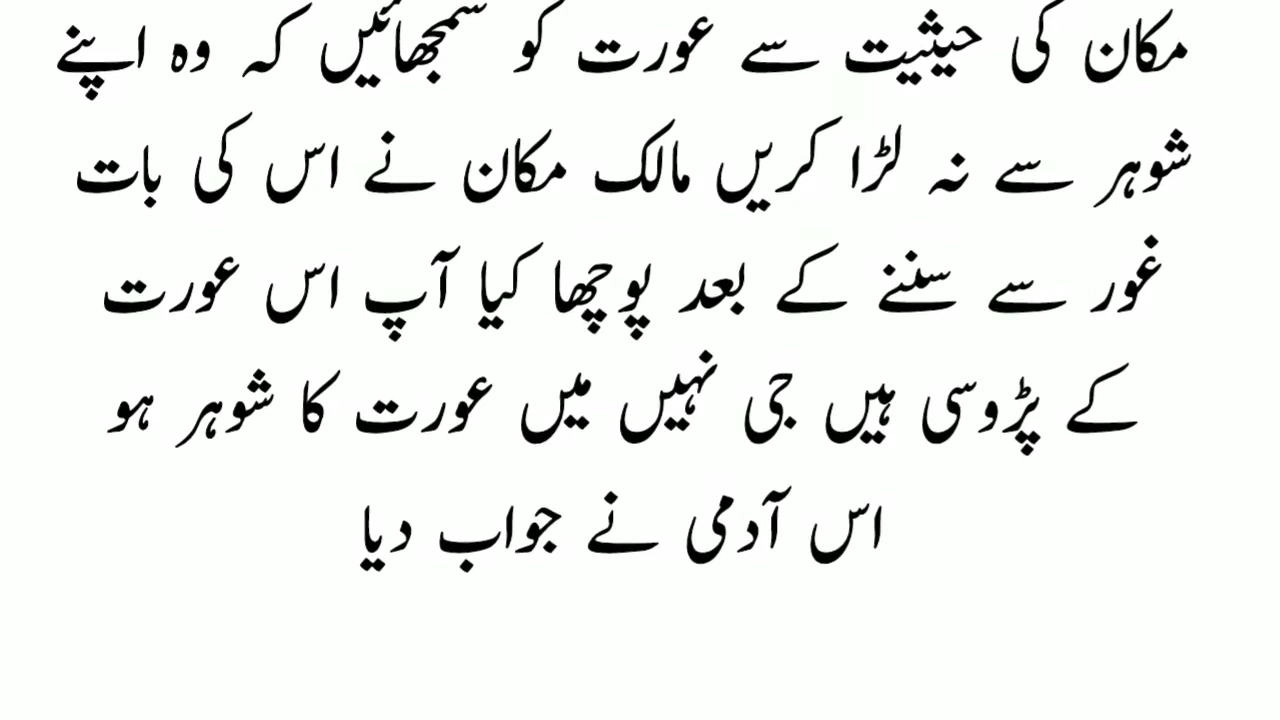 مکان کی حیثیت سے عورت کو سمجھائیں کہ وہ اپنے
شوہر سے نہ لڑا کریں مالک مکان نے اس کی بات
غور سے سننے کے بعد پوچھا کیا آپ اس عورت
کے پڑوسی ہیں جی نہیں میں عورت کا شوہر ہو
اس آدمی نے جواب دیا